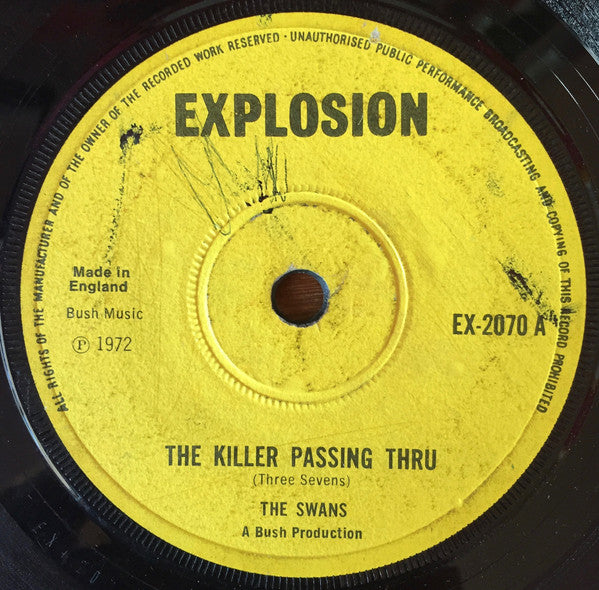 ALL RIGHTS OF THE MANUFACTURER AND OF THE OWNER OF THE RECORDED WORK RESERVED · UNAUTHORISED PUBLIC PERFORMANCE BROADCASTING AND COPYING OF THIS RECORD PROHIBITED
EXPLOSION
Made in
England
Bush Music
℗ 1972
EX-2070 A
THE KILLER PASSING THRU
(Three Sevens)
THE SWANS
A Bush Production